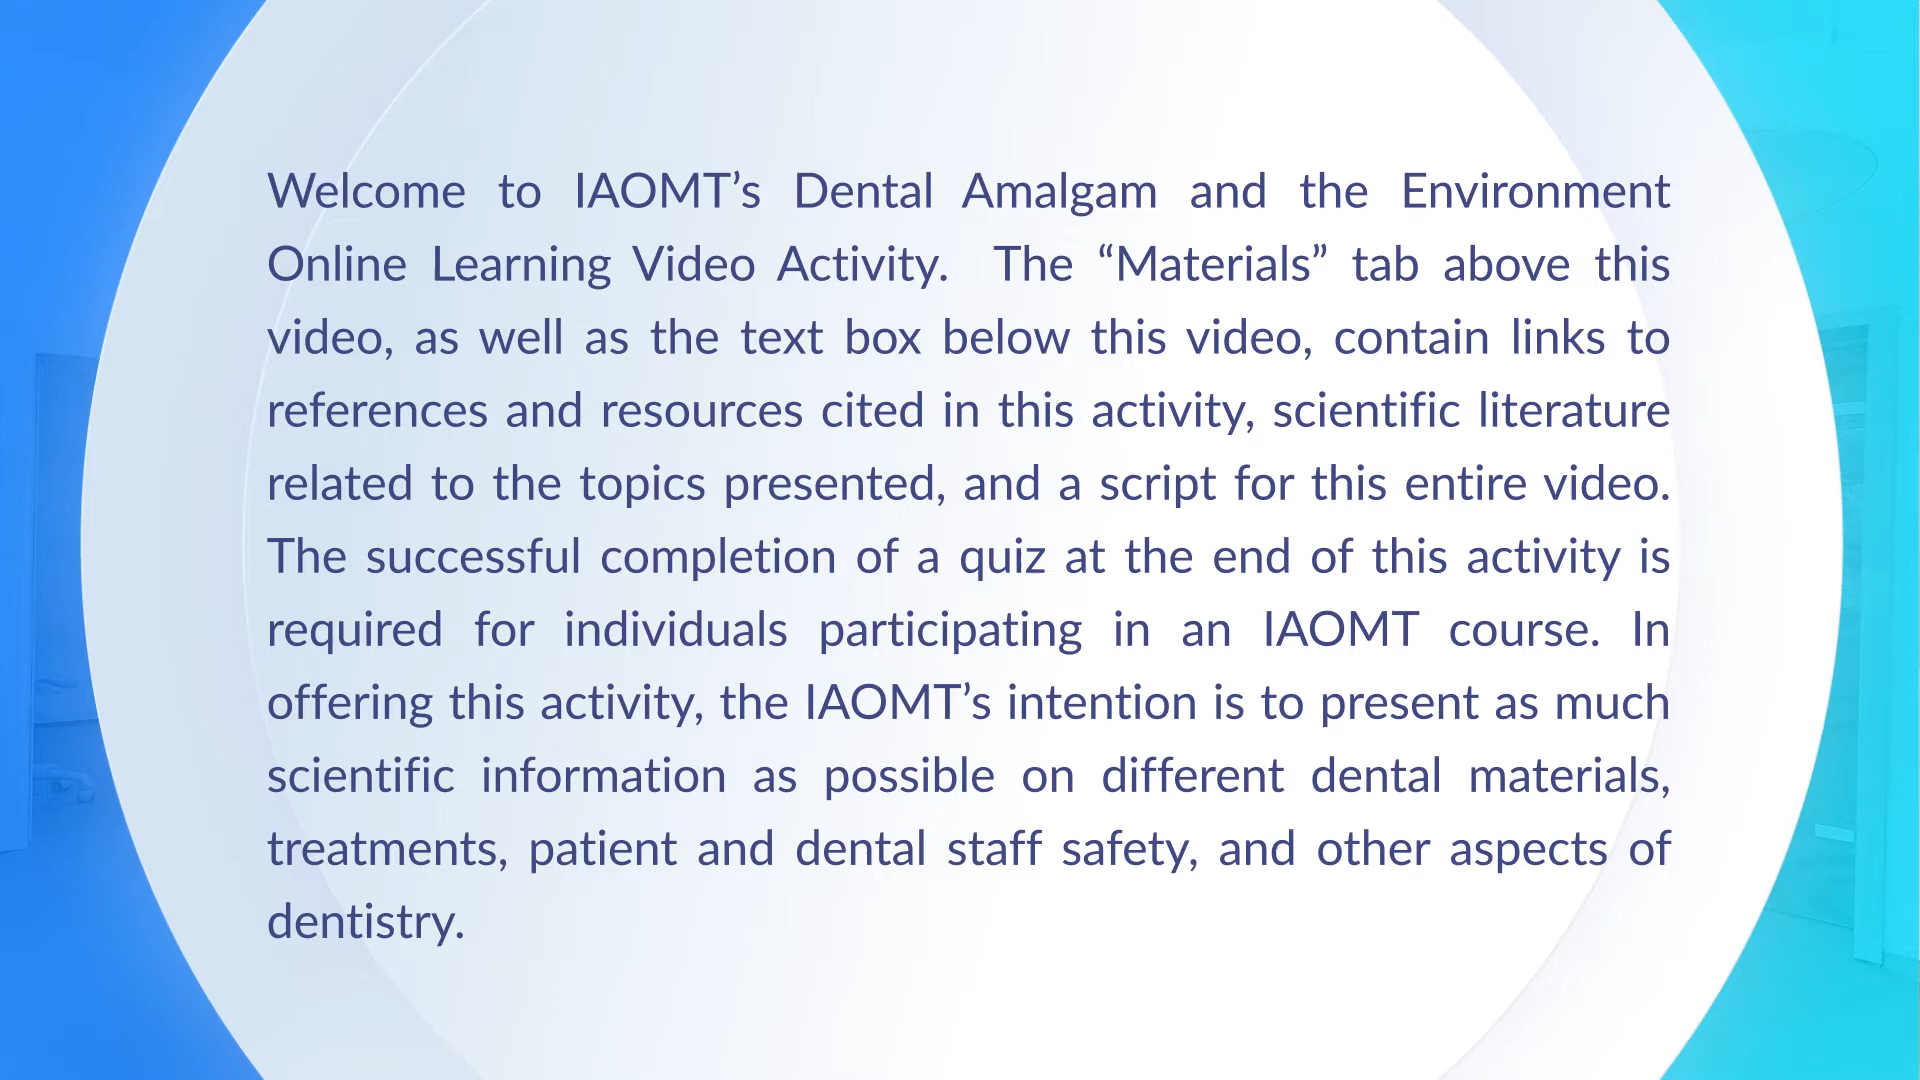 Welcome to IAOMT’s Dental Amalgam and the Environment
Online Learning Video Activity.  The “Materials” tab above this
video, as well as the text box below this video, contain links to
references and resources cited in this activity, scientific literature
related to the topics presented, and a script for this entire video.
The successful completion of a quiz at the end of this activity is
required for individuals participating in an IAOMT course. In
offering this activity, the IAOMT’s intention is to present as much
scientific information as possible on different dental materials,
treatments, patient and dental staff safety, and other aspects of
dentistry.